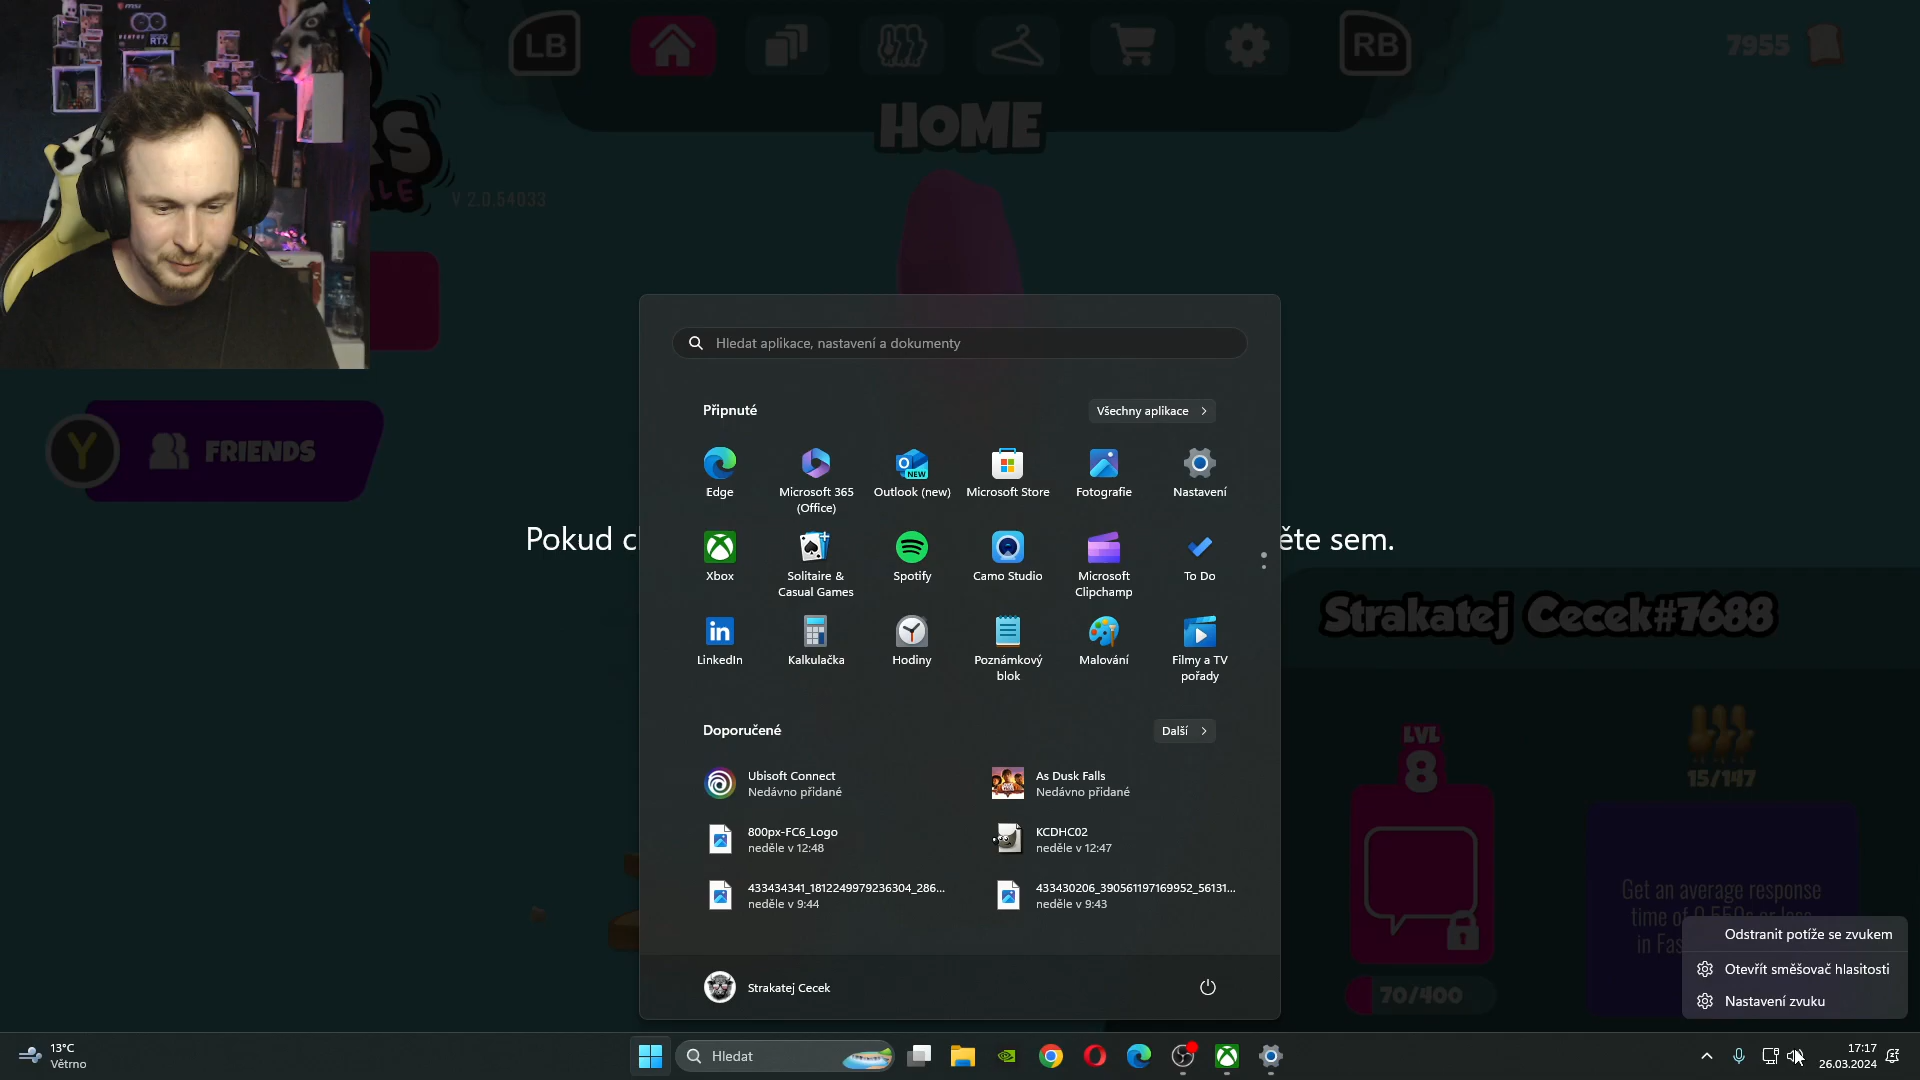 LB
RB
7955
HOME
V 2.0.54033
Hledat aplikace, nastavení a dokumenty
Připnuté
Všechny aplikace
Edge
Microsoft 365
(Office)
Outlook (new)
Microsoft Store
Fotografie
Nastavení
Y
FRIENDS
Pokud
ěte sem.
Xbox
Solitaire &
Casual Games
Spotify
Camo Studio
Microsoft
Clipchamp
To Do
Strakatej Cecek#7688
LinkedIn
Kalkulačka
Hodiny
Poznámkový
blok
Malování
Filmy a TV
pořady
Doporučené
Další
LVL
8
15/147
Ubisoft Connect
Nedávno přidané
As Dusk Falls
Nedávno přidané
800px-FC6_Logo
neděle v 12:48
KCDHC02
neděle v 12:47
433434341_1812249979236304_286...
neděle v 9:44
433430206_390561197169952_56131...
neděle v 9:43
Get an average response
time of
in Fas
Odstranit potíže se zvukem
Otevřít směšovač hlasitosti
Nastavení zvuku
70/400
Strakatej Cecek
13°C
Větrno
Hledat
17:17
26.03.2024